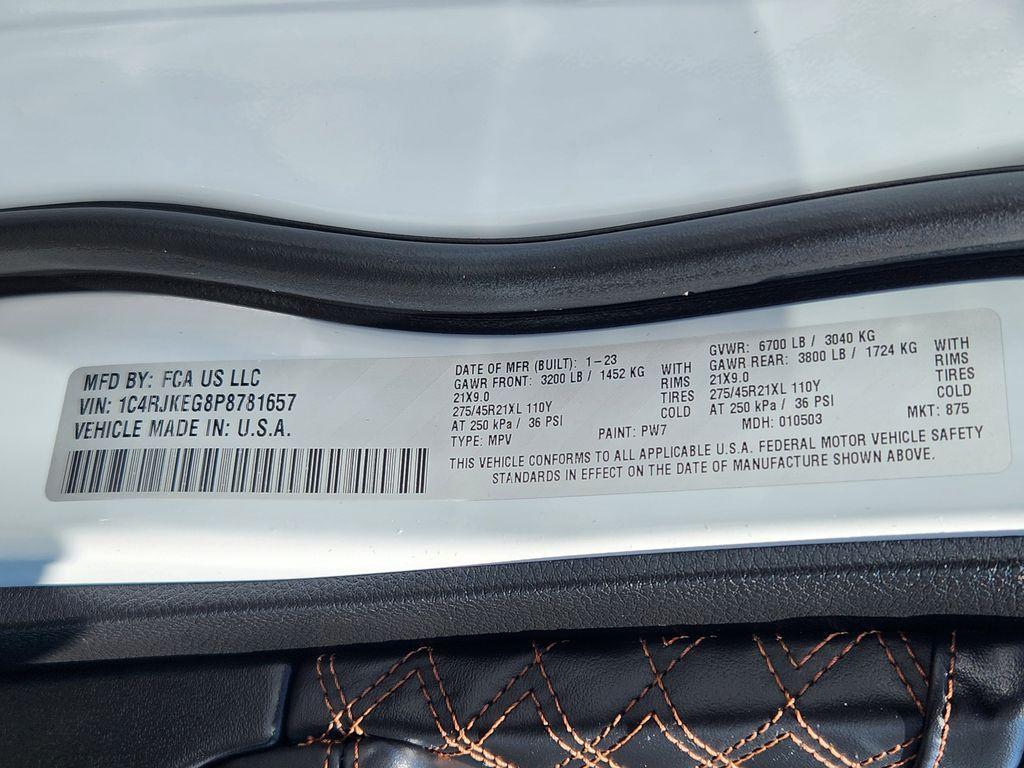 MFD BY: FCA US LLC
VIN: 1C4RJKEG8P8781657
VEHICLE MADE IN: U.S.A.
DATE OF MFR (BUILT): 1-23
GAWR FRONT: 3200 LB / 1452 KG WITH
21X9.0 RIMS
275/45R21XL 110Y TIRES
AT 250 kPa / 36 PSI COLD
TYPE: MPV PAINT: PW7
GVWR: 6700 LB / 3040 KG
GAWR REAR: 3800 LB / 1724 KG WITH
21X9.0 RIMS
275/45R21XL 110Y TIRES
AT 250 kPa / 36 PSI COLD
MDH: 010503 MKT: 875
THIS VEHICLE CONFORMS TO ALL APPLICABLE U.S.A. FEDERAL MOTOR VEHICLE SAFETY
STANDARDS IN EFFECT ON THE DATE OF MANUFACTURE SHOWN ABOVE.